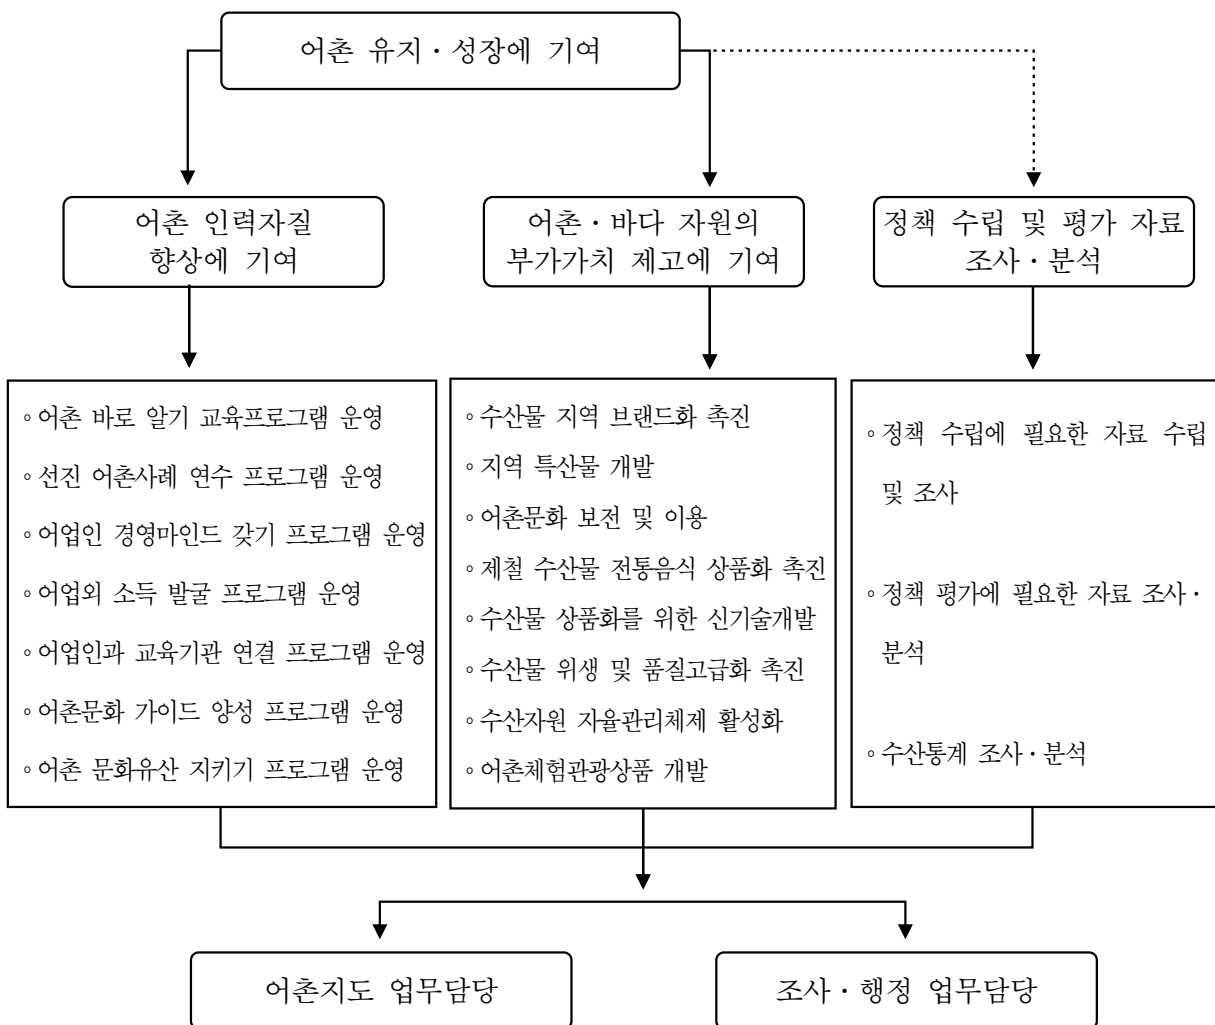 어촌 유지·성장에 기여
어촌 인력자질
향상에 기여
어촌·바다 자원의
부가가치 제고에 기여
정책 수립 및 평가 자료
조사·분석
◦어촌 바로 알기 교육프로그램 운영
◦선진 어촌사례 연수 프로그램 운영
◦어업인 경영마인드 갖기 프로그램 운영
◦어업외 소득 발굴 프로그램 운영
◦어업인과 교육기관 연결 프로그램 운영
◦어촌문화 가이드 양성 프로그램 운영
◦어촌 문화유산 지키기 프로그램 운영
◦수산물 지역 브랜드화 촉진
◦지역 특산물 개발
◦어촌문화 보전 및 이용
◦제철 수산물 전통음식 상품화 촉진
◦수산물 상품화를 위한 신기술개발
◦수산물 위생 및 품질고급화 촉진
◦수산자원 자율관리체제 활성화
◦어촌체험관광상품 개발
◦정책 수립에 필요한 자료 수립
및 조사
◦정책 평가에 필요한 자료 조사·
분석
◦수산통계 조사·분석
어촌지도 업무담당
조사·행정 업무담당